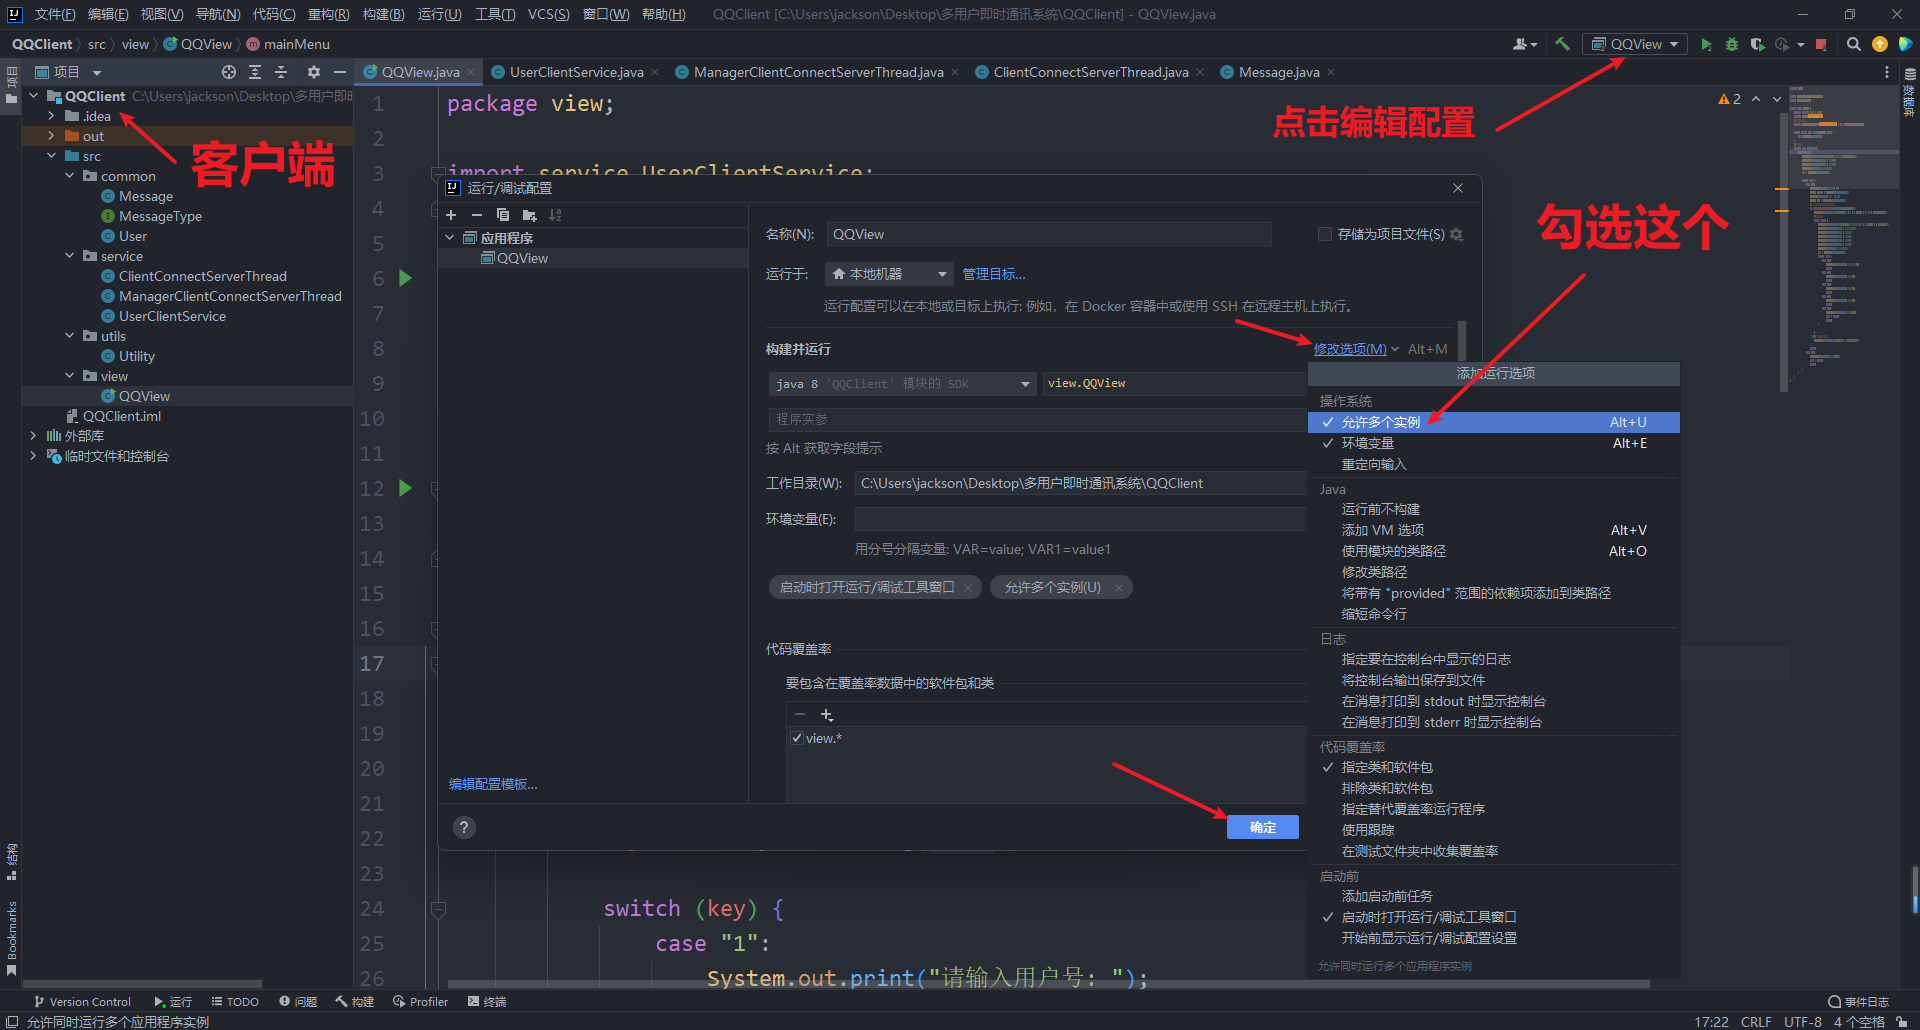 文件(F) 编辑(E) 视图(V) 导航(N) 代码(C) 重构(R) 构建(B) 运行(U) 工具(T) VCS(S) 窗口(W) 帮助(H) QQClient [C:\Users\jackson\Desktop\多用户即时通讯系统\QQClient] - QQView.java
QQClient src view QQView mainMenu QQView
项目
QQView.java UserClientService.java ManagerClientConnectServerThread.java ClientConnectServerThread.java Message.java
项目
数据库
QQClient C:\Users\jackson\Desktop\多用户即时
.idea
out
src
common
Message
MessageType
User
service
ClientConnectServerThread
ManagerClientConnectServerThread
UserClientService
utils
Utility
view
QQView
QQClient.iml
外部库
临时文件和控制台
客户端
点击编辑配置
勾选这个
2
1 package view;
2
3 import service.UserClientService;
4
5
6
7
8
9
10
11
12
13
14
15
16
17
18
19
20
21
22
23
24 switch (key) {
25 case "1":
26 System.out.print("请输入用户号: ");
运行/调试配置
应用程序
QQView
编辑配置模板...
名称(N): QQView 存储为项目文件(S)
运行于: 本地机器 管理目标...
运行配置可以在本地或目标上执行: 例如，在 Docker 容器中或使用 SSH 在远程主机上执行。
构建并运行 修改选项(M) Alt+M
java 8 'QQClient' 模块的 SDK view.QQView
程序实参
按 Alt 获取字段提示
工作目录(W): C:\Users\jackson\Desktop\多用户即时通讯系统\QQClient
环境变量(E):
用分号分隔变量: VAR=value; VAR1=value1
启动时打开运行/调试工具窗口 允许多个实例(U)
代码覆盖率
要包含在覆盖率数据中的软件包和类
view.*
? 确定
添加运行选项
操作系统
允许多个实例 Alt+U
环境变量 Alt+E
重定向输入
Java
运行前不构建
添加 VM 选项 Alt+V
使用模块的类路径 Alt+O
修改类路径
将带有 "provided" 范围的依赖项添加到类路径
缩短命令行
日志
指定要在控制台中显示的日志
将控制台输出保存到文件
在消息打印到 stdout 时显示控制台
在消息打印到 stderr 时显示控制台
代码覆盖率
指定类和软件包
排除类和软件包
指定替代覆盖率运行程序
使用跟踪
在测试文件夹中收集覆盖率
启动前
添加启动前任务
启动时打开运行/调试工具窗口
开始前显示运行/调试配置设置
允许同时运行多个应用程序实例
结构
Bookmarks
Version Control 运行 TODO 问题 构建 Profiler 终端 事件日志
允许同时运行多个应用程序实例 17:22 CRLF UTF-8 4 个空格